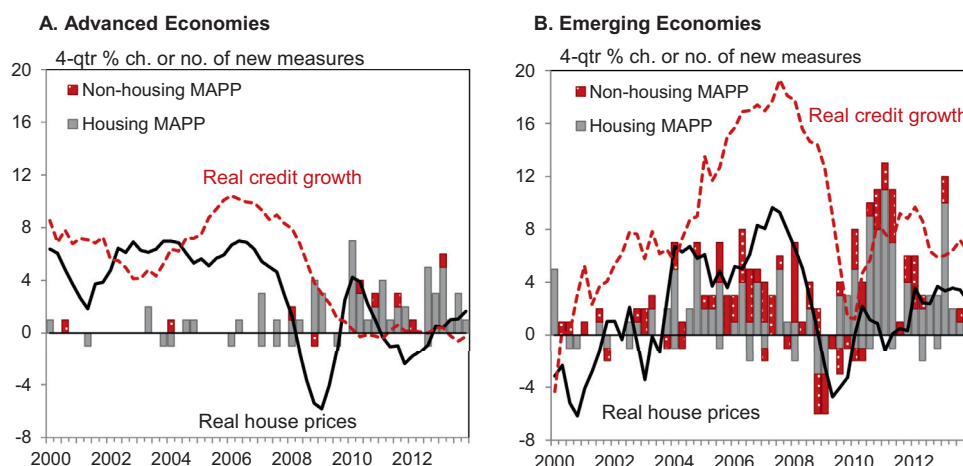 A. Advanced Economies
4-qtr % ch. or no. of new measures
20
16
12
8
4
0
-4
-8
Non-housing MAPP
Housing MAPP
Real credit growth
Real house prices
2000 2002 2004 2006 2008 2010 2012
B. Emerging Economies
4-qtr % ch. or no. of new measures
20
16
12
8
4
0
-4
-8
Non-housing MAPP
Housing MAPP
Real credit growth
Real house prices
2000 2002 2004 2006 2008 2010 2012